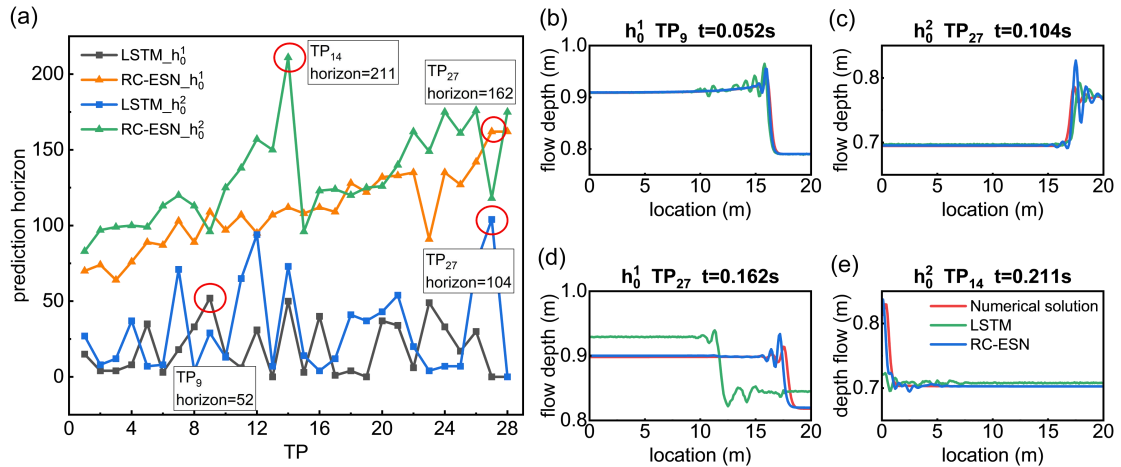 (a)
LSTM_h₀¹
RC-ESN_h₀¹
LSTM_h₀²
RC-ESN_h₀²
TP₁₄
horizon=211
TP₂₇
horizon=162
TP₂₇
horizon=104
TP₉
horizon=52
prediction horizon
200
150
100
50
0
0 4 8 12 16 20 24 28
TP
(b)
h₀¹ TP₉ t=0.052s
flow depth (m)
1.0
0.9
0.8
0 5 10 15 20
location (m)
(c)
h₀² TP₂₇ t=0.104s
flow depth (m)
0.8
0.7
0 5 10 15 20
location (m)
(d)
h₀¹ TP₂₇ t=0.162s
flow depth (m)
1.0
0.9
0.8
0 5 10 15 20
location (m)
(e)
h₀² TP₁₄ t=0.211s
depth flow (m)
0.8
0.7
Numerical solution
LSTM
RC-ESN
0 5 10 15 20
location (m)